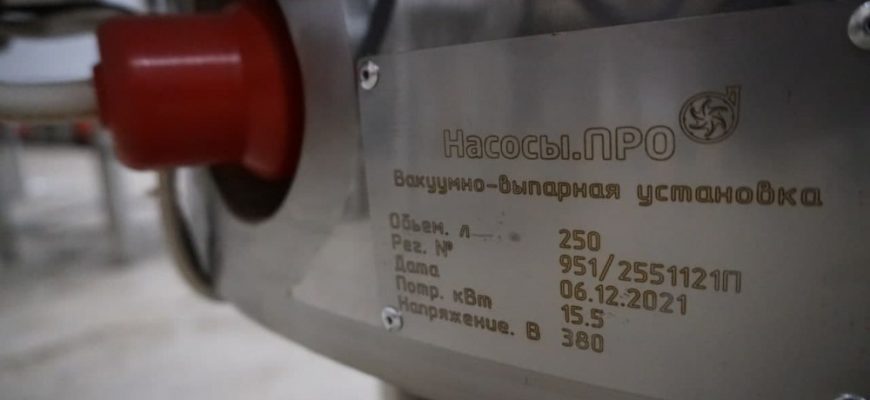 Насосы.ПРО
Вакуумно-выпарная установка
Обьем. л 250
Рег. № 951/2551121П
Дата 06.12.2021
Потр. кВт 15.5
Напряжение. В 380